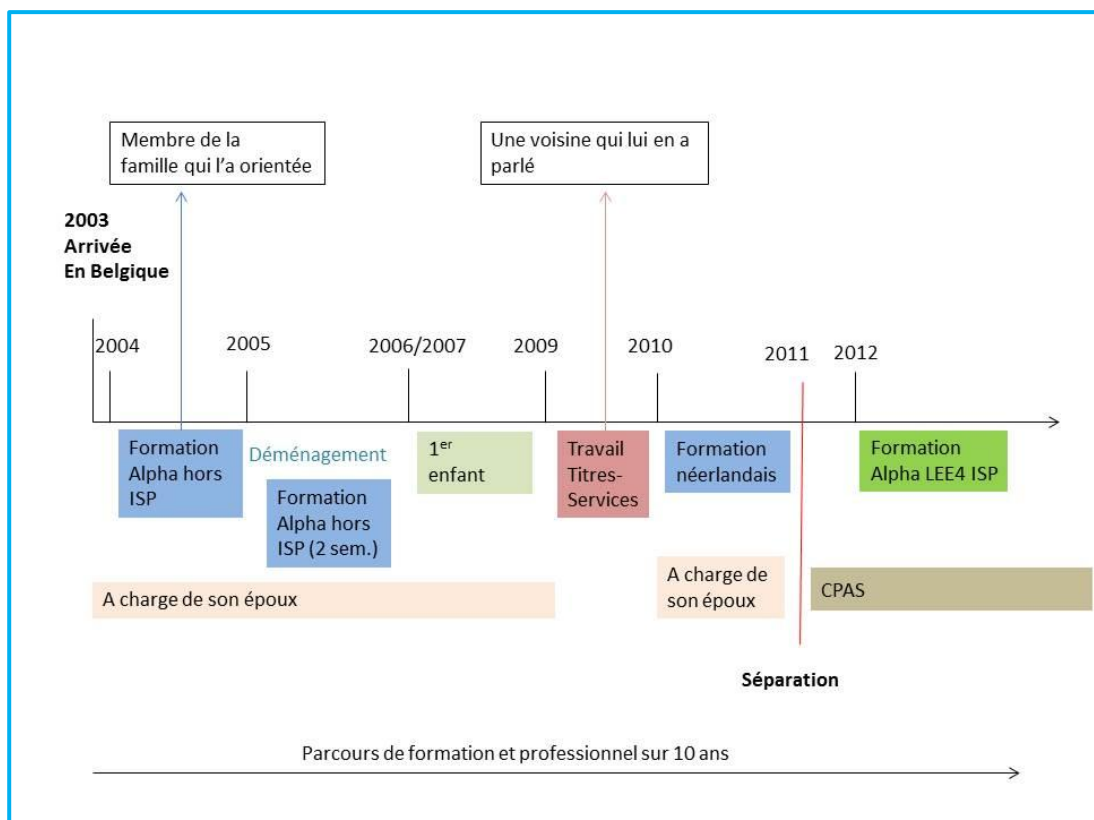 Membre de la
famille qui l'a orientée
Une voisine qui lui en a
parlé
2003
Arrivée
En Belgique
2004
2005
2006/2007
2009
2010
2011
2012
Formation
Alpha hors
ISP
Déménagement
Formation
Alpha hors
ISP (2 sem.)
1er
enfant
Travail
Titres-
Services
Formation
néerlandais
Formation
Alpha LEE4 ISP
A charge de son époux
A charge de
son époux
CPAS
Séparation
Parcours de formation et professionnel sur 10 ans